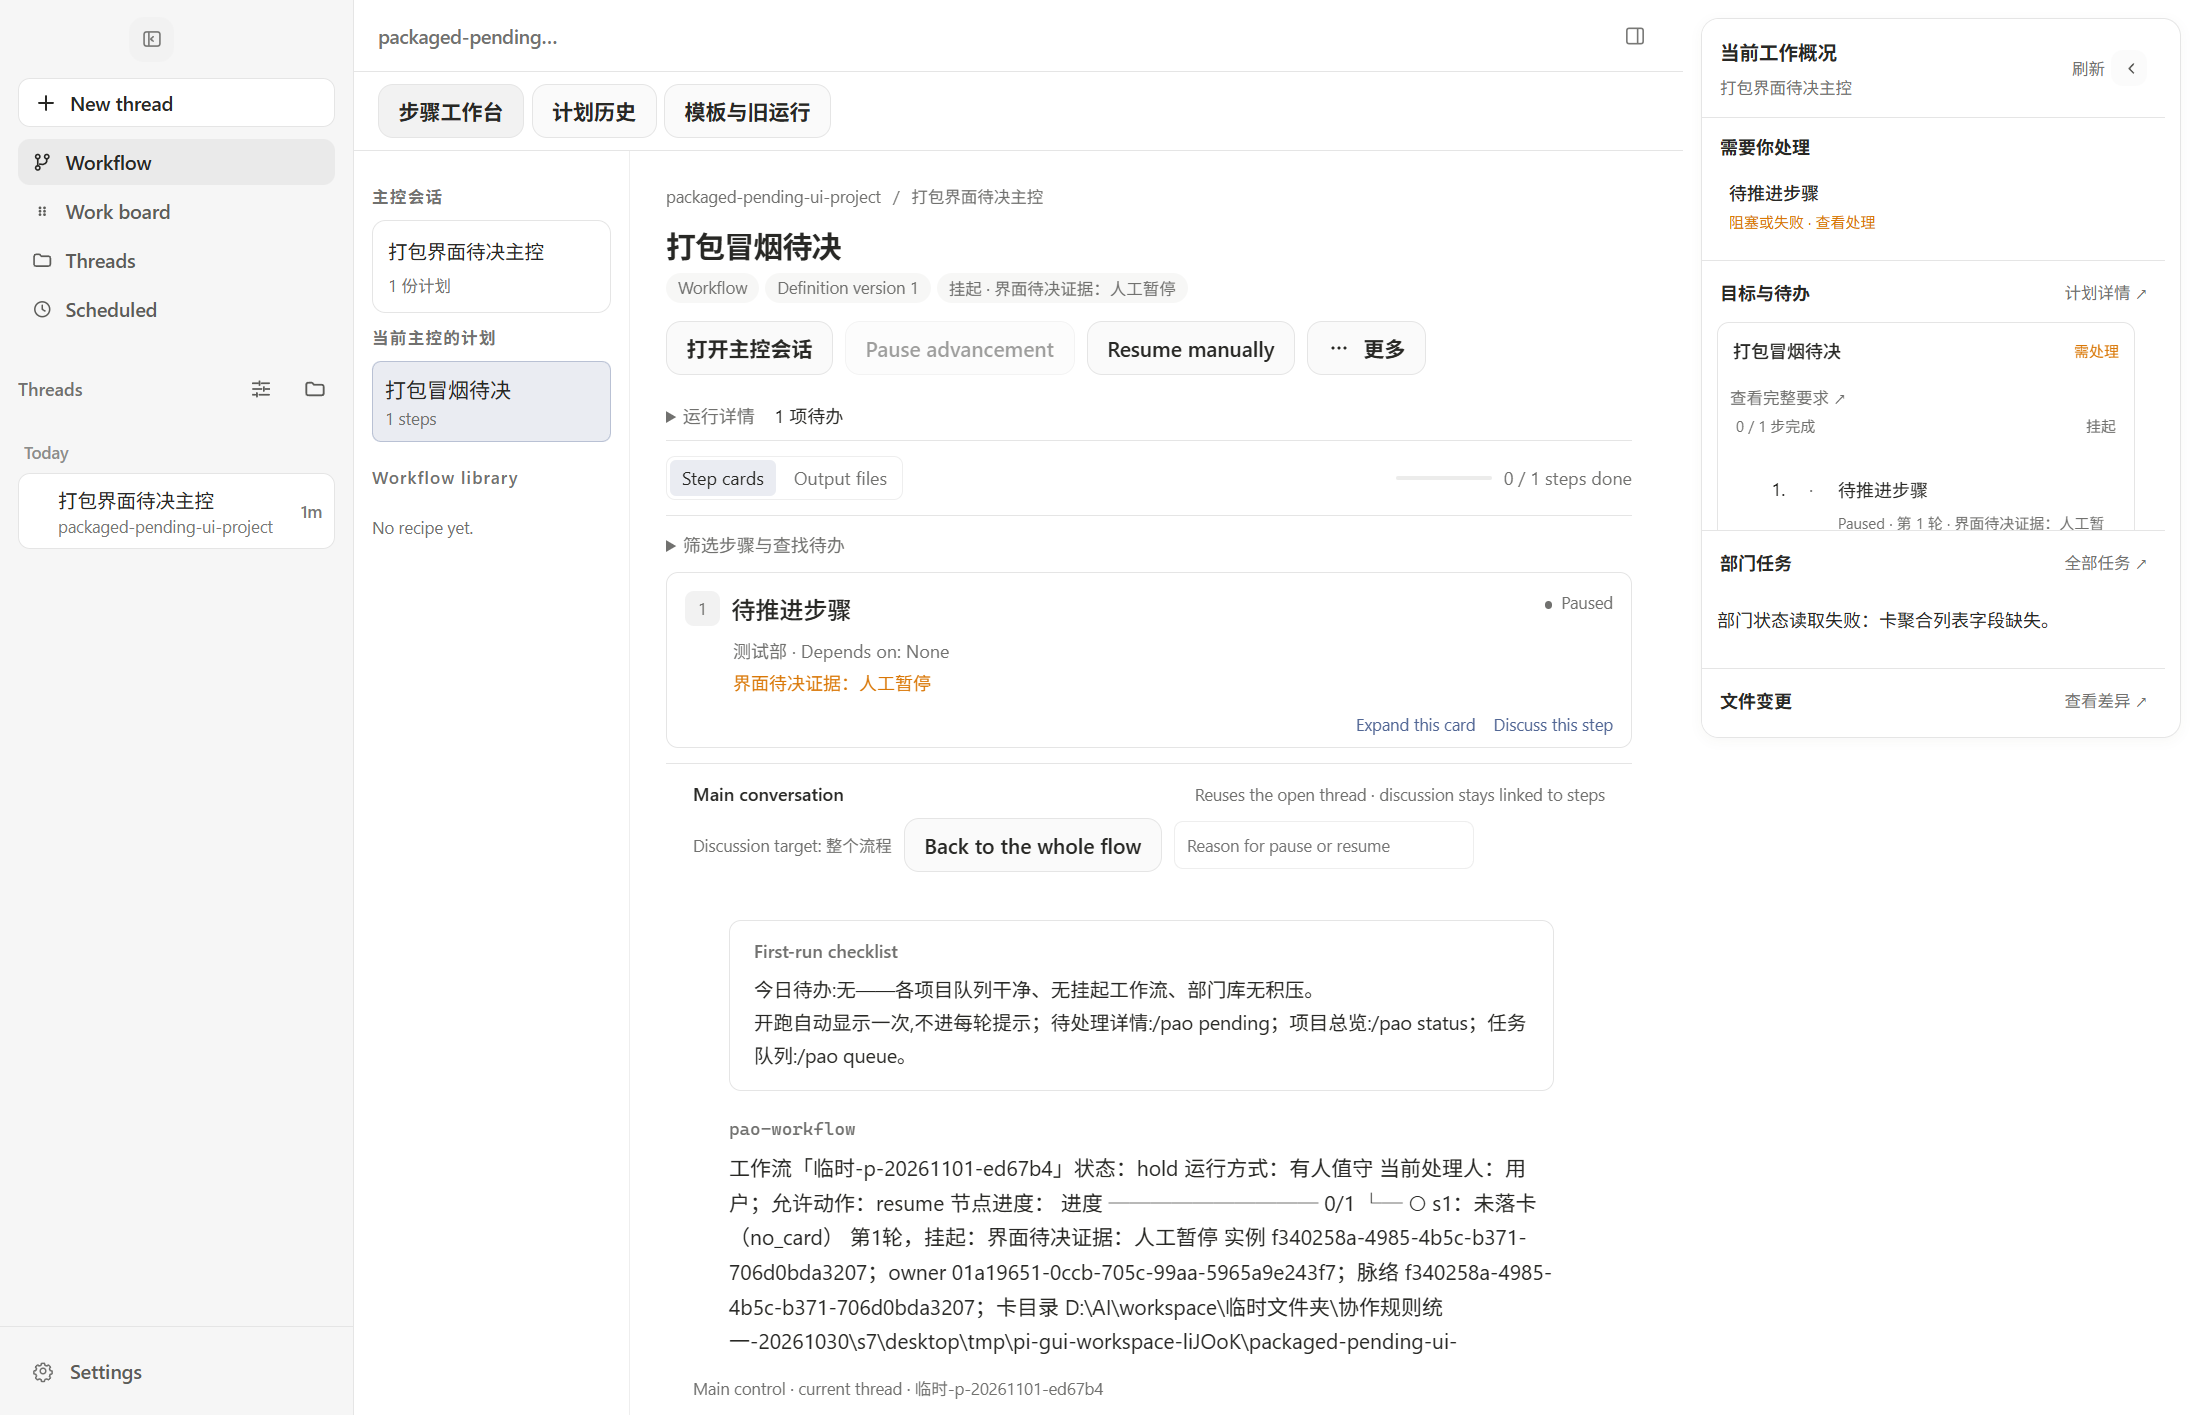 New thread
Workflow
Work board
Threads
Scheduled
Threads
Today
打包界面待决主控
packaged-pending-ui-project
1m
Settings
packaged-pending...
步骤工作台
计划历史
模板与旧运行
主控会话
打包界面待决主控
1 份计划
当前主控的计划
打包冒烟待决
1 steps
Workflow library
No recipe yet.
packaged-pending-ui-project / 打包界面待决主控
打包冒烟待决
Workflow
Definition version 1
挂起 · 界面待决证据：人工暂停
打开主控会话
Pause advancement
Resume manually
··· 更多
▶ 运行详情 1 项待办
Step cards
Output files
0 / 1 steps done
▶ 筛选步骤与查找待办
1
待推进步骤
● Paused
测试部 · Depends on: None
界面待决证据：人工暂停
Expand this card
Discuss this step
Main conversation
Reuses the open thread · discussion stays linked to steps
Discussion target: 整个流程
Back to the whole flow
Reason for pause or resume
First-run checklist
今日待办:无——各项目队列干净、无挂起工作流、部门库无积压。
开跑自动显示一次,不进每轮提示；待处理详情:/pao pending；项目总览:/pao status；任务
队列:/pao queue。
pao-workflow
工作流「临时-p-20261101-ed67b4」状态：hold 运行方式：有人值守 当前处理人：用
户；允许动作：resume 节点进度： 进度 ────────────── 0/1 └── ○ s1：未落卡
（no_card） 第1轮，挂起：界面待决证据：人工暂停 实例 f340258a-4985-4b5c-b371-
706d0bda3207；owner 01a19651-0ccb-705c-99aa-5965a9e243f7；脉络 f340258a-4985-
4b5c-b371-706d0bda3207；卡目录 D:\AI\workspace\临时文件夹\协作规则统
一-20261030\s7\desktop\tmp\pi-gui-workspace-liJOoK\packaged-pending-ui-
Main control · current thread · 临时-p-20261101-ed67b4
当前工作概况
打包界面待决主控
刷新
需要你处理
待推进步骤
阻塞或失败 · 查看处理
目标与待办
计划详情 ↗
打包冒烟待决
需处理
查看完整要求 ↗
0 / 1 步完成
挂起
1. · 待推进步骤
Paused · 第 1 轮 · 界面待决证据：人工暂
部门任务
全部任务 ↗
部门状态读取失败：卡聚合列表字段缺失。
文件变更
查看差异 ↗